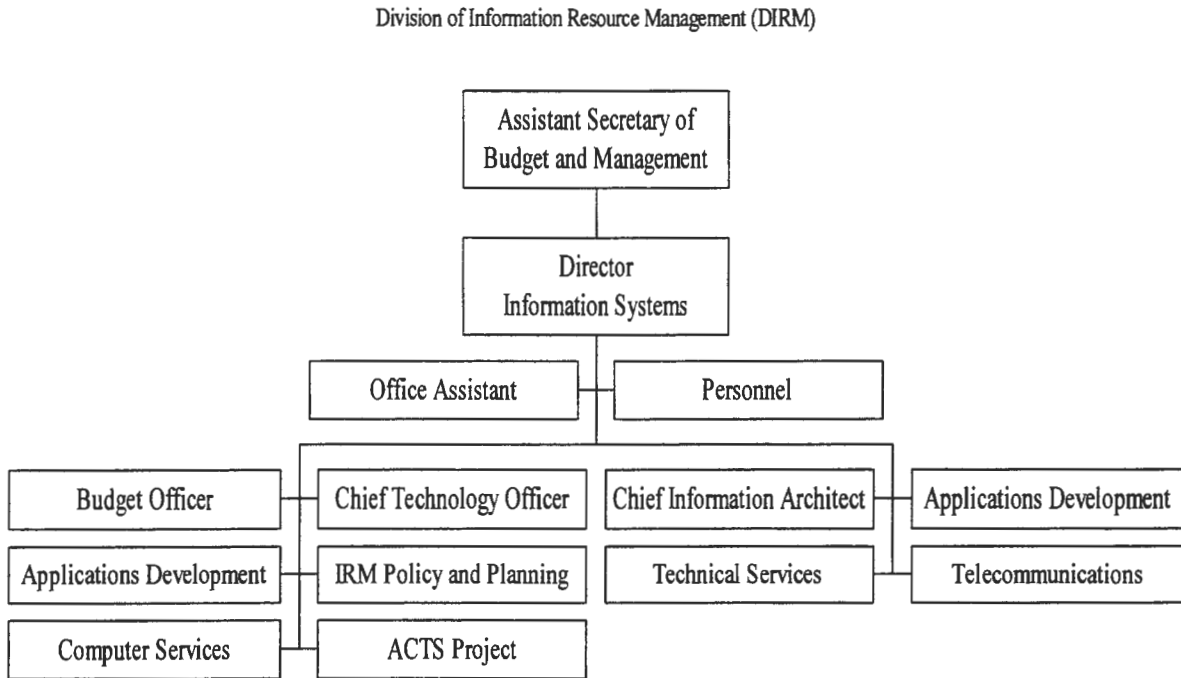 Division of Information Resource Management (DIRM)
Assistant Secretary of
Budget and Management
Director
Information Systems
Office Assistant
Personnel
Budget Officer
Chief Technology Officer
Chief Information Architect
Applications Development
Applications Development
IRM Policy and Planning
Technical Services
Telecommunications
Computer Services
ACTS Project